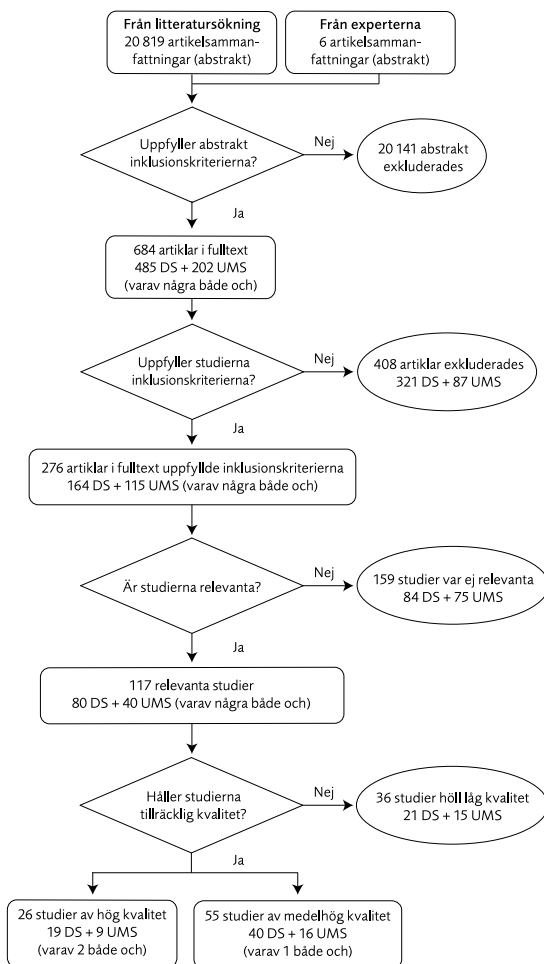 Från litteratursökning
20 819 artikelsamman-
fattningar (abstrakt)
Från experterna
6 artikelsamman-
fattningar (abstrakt)
Uppfyller abstrakt
inklusionskriterierna?
Nej
20 141 abstrakt
exkluderades
Ja
684 artiklar i fulltext
485 DS + 202 UMS
(varav några både och)
Uppfyller studierna
inklusionskriterierna?
Nej
408 artiklar exkluderades
321 DS + 87 UMS
Ja
276 artiklar i fulltext uppfyllde inklusionskriterierna
164 DS + 115 UMS (varav några både och)
Är studierna relevanta?
Nej
159 studier var ej relevanta
84 DS + 75 UMS
Ja
117 relevanta studier
80 DS + 40 UMS (varav några både och)
Håller studierna
tillräcklig kvalitet?
Nej
36 studier höll låg kvalitet
21 DS + 15 UMS
Ja
26 studier av hög kvalitet
19 DS + 9 UMS
(varav 2 både och)
55 studier av medelhög kvalitet
40 DS + 16 UMS
(varav 1 både och)